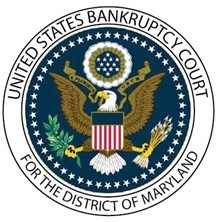 UNITED STATES BANKRUPTCY COURT
FOR THE DISTRICT OF MARYLAND